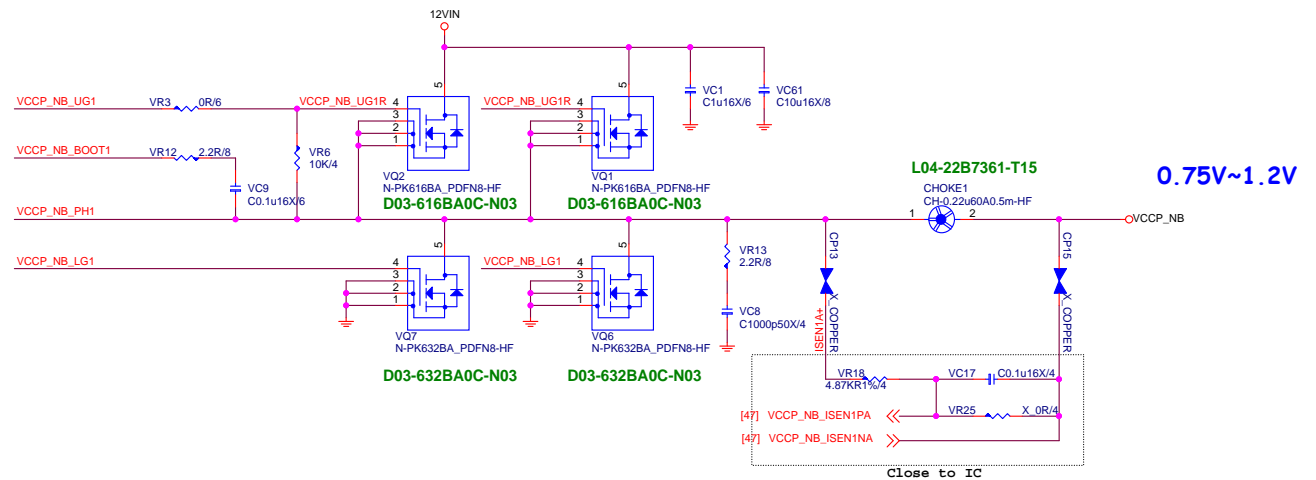 12VIN
VCCP_NB_UG1
VR3 0R/6
VCCP_NB_UG1R
VCCP_NB_UG1R
5
4
3
2
1
5
4
3
2
1
VC1
C1u16X/6
VC61
C10u16X/8
VCCP_NB_BOOT1
VR12 2.2R/8
VR6
10K/4
VC9
C0.1u16X/6
VQ2
N-PK616BA_PDFN8-HF
D03-616BA0C-N03
VQ1
N-PK616BA_PDFN8-HF
D03-616BA0C-N03
L04-22B7361-T15
CHOKE1
CH-0.22u60A0.5m-HF
0.75V~1.2V
VCCP_NB_PH1
1
2
VCCP_NB
VCCP_NB_LG1
VCCP_NB_LG1
5
4
3
2
1
5
4
3
2
1
VR13
2.2R/8
VC8
C1000p50X/4
CP13
X_COPPER
ISEN1A+
CP15
X_COPPER
VQ7
N-PK632BA_PDFN8-HF
D03-632BA0C-N03
VQ6
N-PK632BA_PDFN8-HF
D03-632BA0C-N03
VR18
4.87KR1%/4
VC17 C0.1u16X/4
VR25 X_0R/4
[47] VCCP_NB_ISEN1PA
[47] VCCP_NB_ISEN1NA
Close to IC